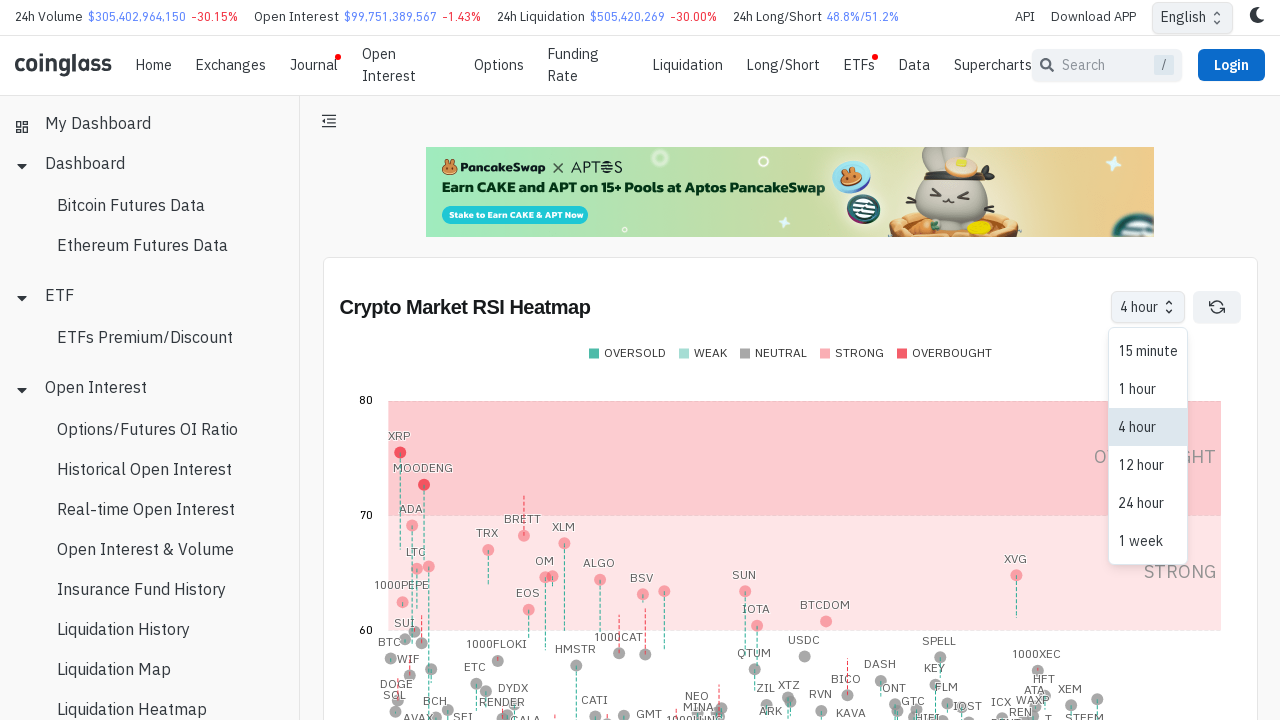 24h Volume $305,402,964,150 -30.15% Open Interest $99,751,389,567 -1.43% 24h Liquidation $505,420,269 -30.00% 24h Long/Short 48.8%/51.2% API Download APP English
coinglass Home Exchanges Journal Open Interest Options Funding Rate Liquidation Long/Short ETFs Data Supercharts Search / Login
My Dashboard
Dashboard
Bitcoin Futures Data
Ethereum Futures Data
ETF
ETFs Premium/Discount
Open Interest
Options/Futures OI Ratio
Historical Open Interest
Real-time Open Interest
Open Interest & Volume
Insurance Fund History
Liquidation History
Liquidation Map
Liquidation Heatmap
PancakeSwap X APTOS
Earn CAKE and APT on 15+ Pools at Aptos PancakeSwap
Stake to Earn CAKE & APT Now
Crypto Market RSI Heatmap
4 hour
15 minute
1 hour
4 hour
12 hour
24 hour
1 week
OVERSOLD WEAK NEUTRAL STRONG OVERBOUGHT
80
XRP
MOODENG
70
ADA
BRETT
TRX
XLM
LTC
OM
ALGO
XVG
STRONG
1000PEPE
EOS
BSV
SUN
IOTA
BTCDOM
60
SUI
BTC
1000FLOKI
1000CAT
USDC
SPELL
WIF
ETC
HMSTR
QTUM
DASH
KEY
1000XEC
DOGE
SOL
BCH
DYDX
RENDER
CATI
NEO
MINA
ZIL
XTZ
BICO
ONT
FLM
HFT
ATA
XEM
AVAX
SEI
GMT
ARK
RVN
KAVA
GTC
IOST
ICX
WAXP
REN
STEEM